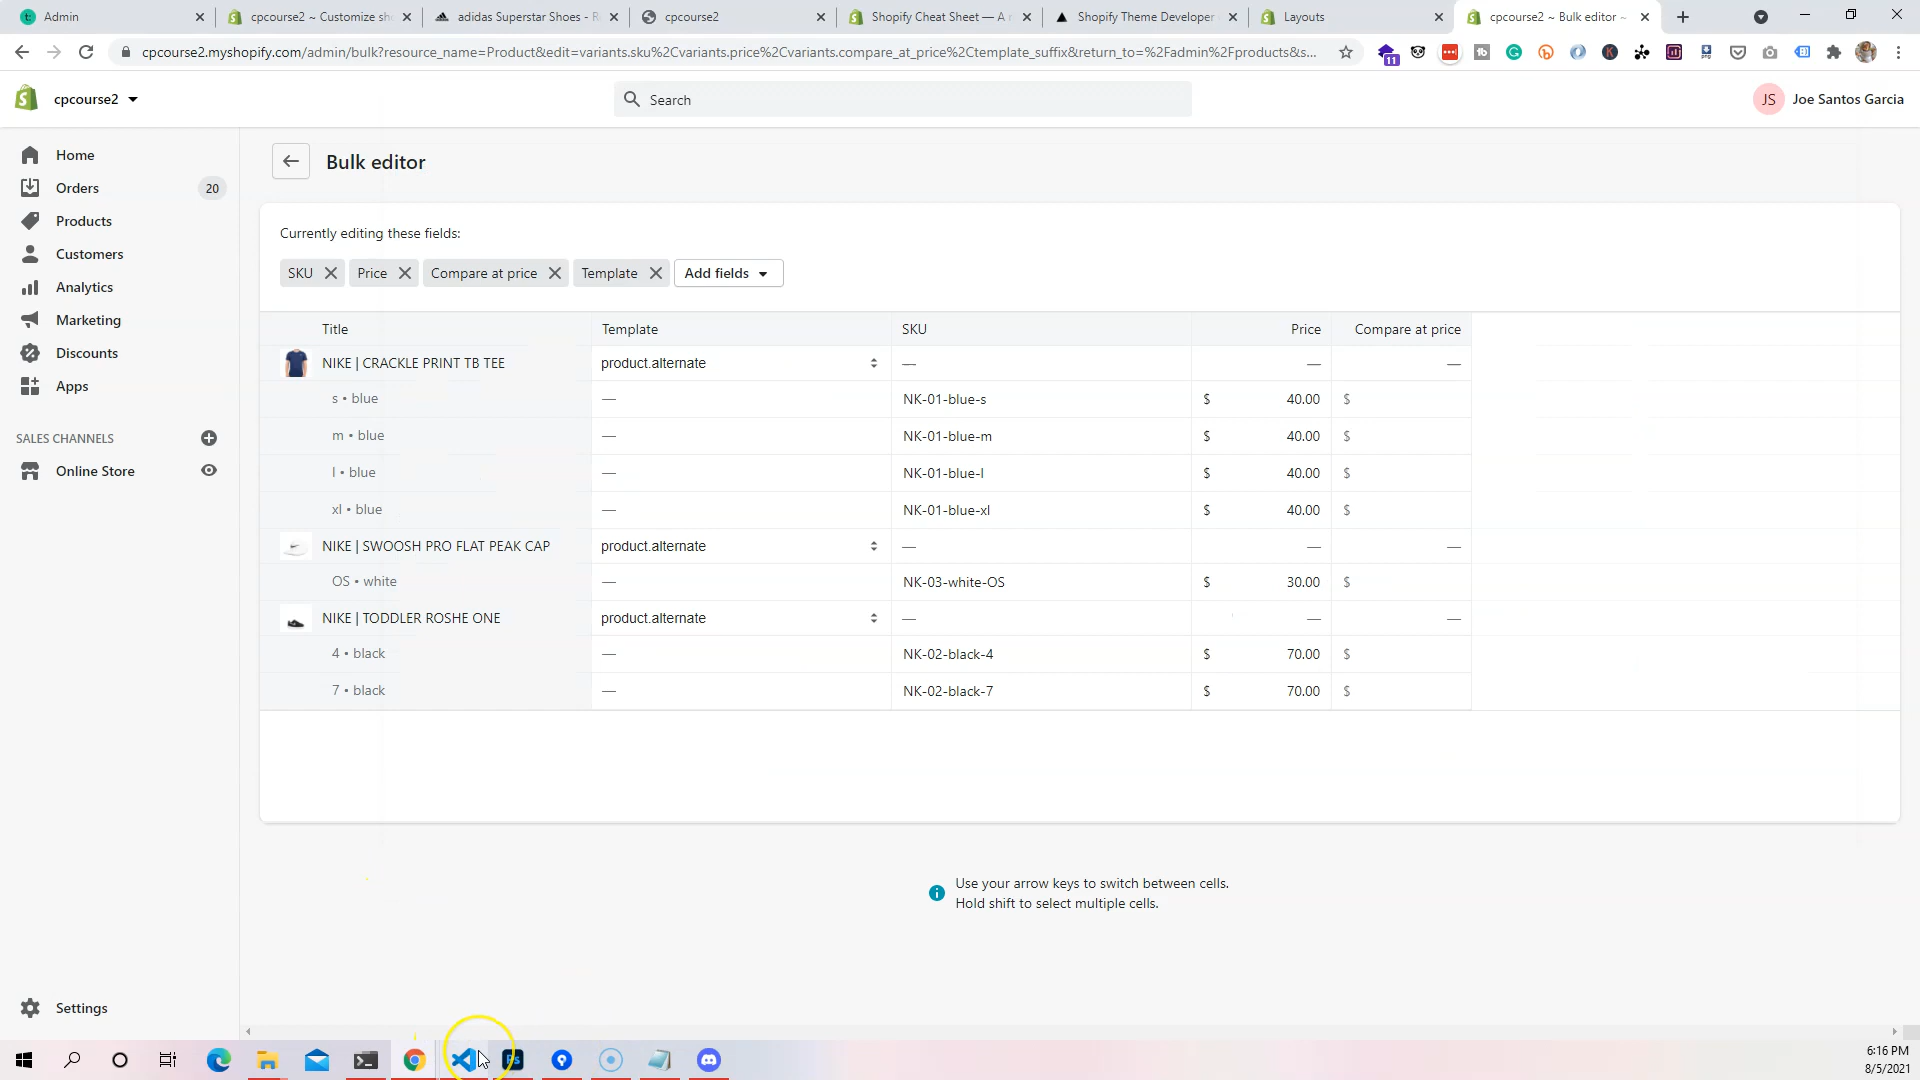 Admin
cpcourse2 ~ Customize sh
adidas Superstar Shoes - R
cpcourse2
Shopify Cheat Sheet — A r
Shopify Theme Developer
Layouts
cpcourse2 ~ Bulk editor ~
cpcourse2.myshopify.com/admin/bulk?resource_name=Product&edit=variants.sku%2Cvariants.price%2Cvariants.compare_at_price%2Ctemplate_suffix&return_to=%2Fadmin%2Fproducts&s...
11
cpcourse2
Search
JS
Joe Santos Garcia
Home
Orders
20
Products
Customers
Analytics
Marketing
Discounts
Apps
SALES CHANNELS
Online Store
Settings
Bulk editor
Currently editing these fields:
SKU
Price
Compare at price
Template
Add fields
Title
Template
SKU
Price
Compare at price
NIKE | CRACKLE PRINT TB TEE
product.alternate
—
—
—
s • blue
—
NK-01-blue-s
$ 40.00
$
m • blue
—
NK-01-blue-m
$ 40.00
$
l • blue
—
NK-01-blue-l
$ 40.00
$
xl • blue
—
NK-01-blue-xl
$ 40.00
$
NIKE | SWOOSH PRO FLAT PEAK CAP
product.alternate
—
—
—
OS • white
—
NK-03-white-OS
$ 30.00
$
NIKE | TODDLER ROSHE ONE
product.alternate
—
—
—
4 • black
—
NK-02-black-4
$ 70.00
$
7 • black
—
NK-02-black-7
$ 70.00
$
Use your arrow keys to switch between cells.
Hold shift to select multiple cells.
Ps
6:16 PM
8/5/2021